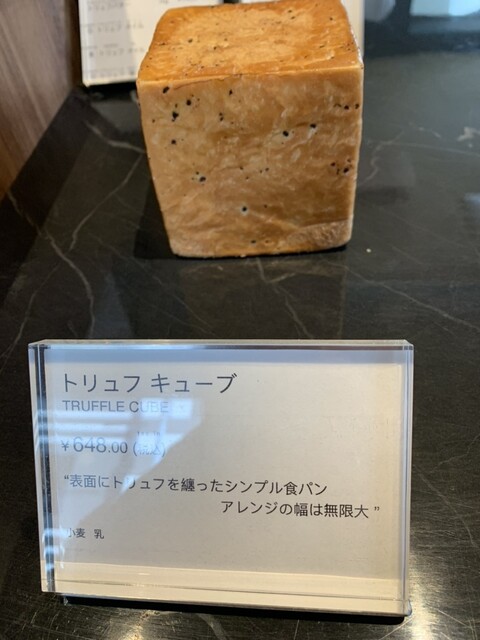 トリュフ キューブ
TRUFFLE CUBE
¥648.00 (税込)
“表面にトリュフを纏ったシンプル食パン
アレンジの幅は無限大”
小麦 乳